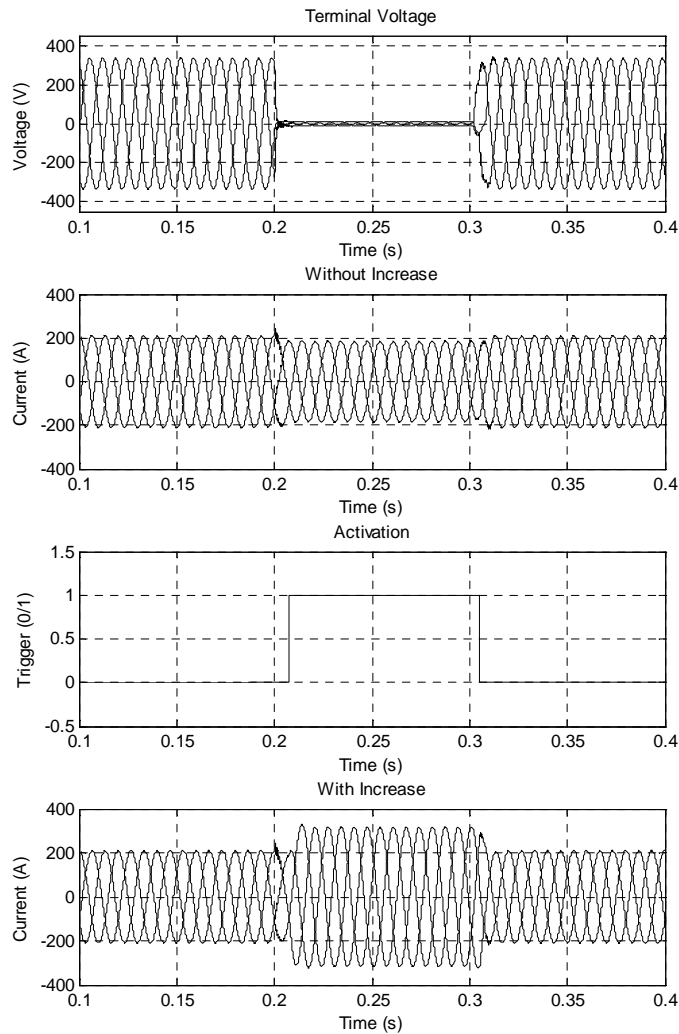 Terminal Voltage
400
200
0
-200
-400
Voltage (V)
0.1 0.15 0.2 0.25 0.3 0.35 0.4
Time (s)
Without Increase
400
200
0
-200
-400
Current (A)
0.1 0.15 0.2 0.25 0.3 0.35 0.4
Time (s)
Activation
1.5
1
0.5
0
-0.5
Trigger (0/1)
0.1 0.15 0.2 0.25 0.3 0.35 0.4
Time (s)
With Increase
400
200
0
-200
-400
Current (A)
0.1 0.15 0.2 0.25 0.3 0.35 0.4
Time (s)